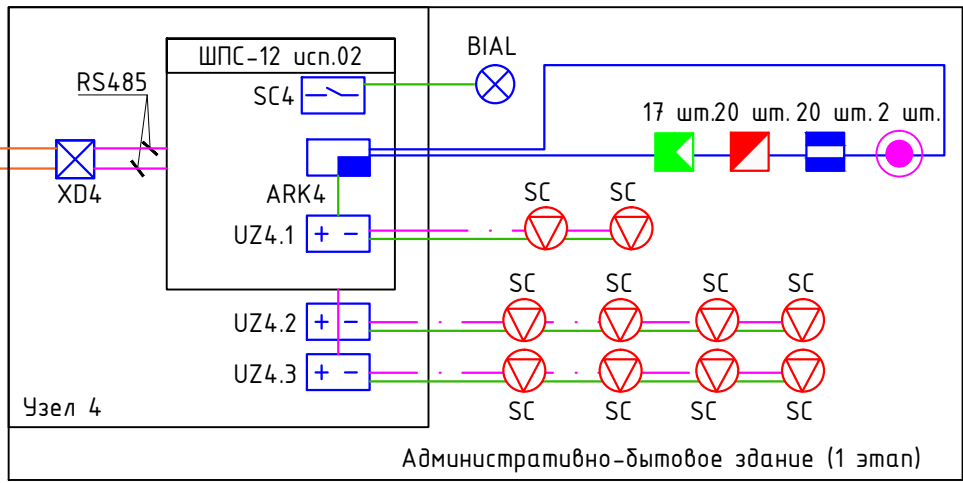 ШПС-12 исп.02
BIAL
RS485
SC4
17 шт. 20 шт. 20 шт. 2 шт.
XD4
ARK4
SC SC
UZ4.1 + −
SC SC SC SC
UZ4.2 + −
UZ4.3 + −
SC SC SC SC
Узел 4
Административно-бытовое здание (1 этап)